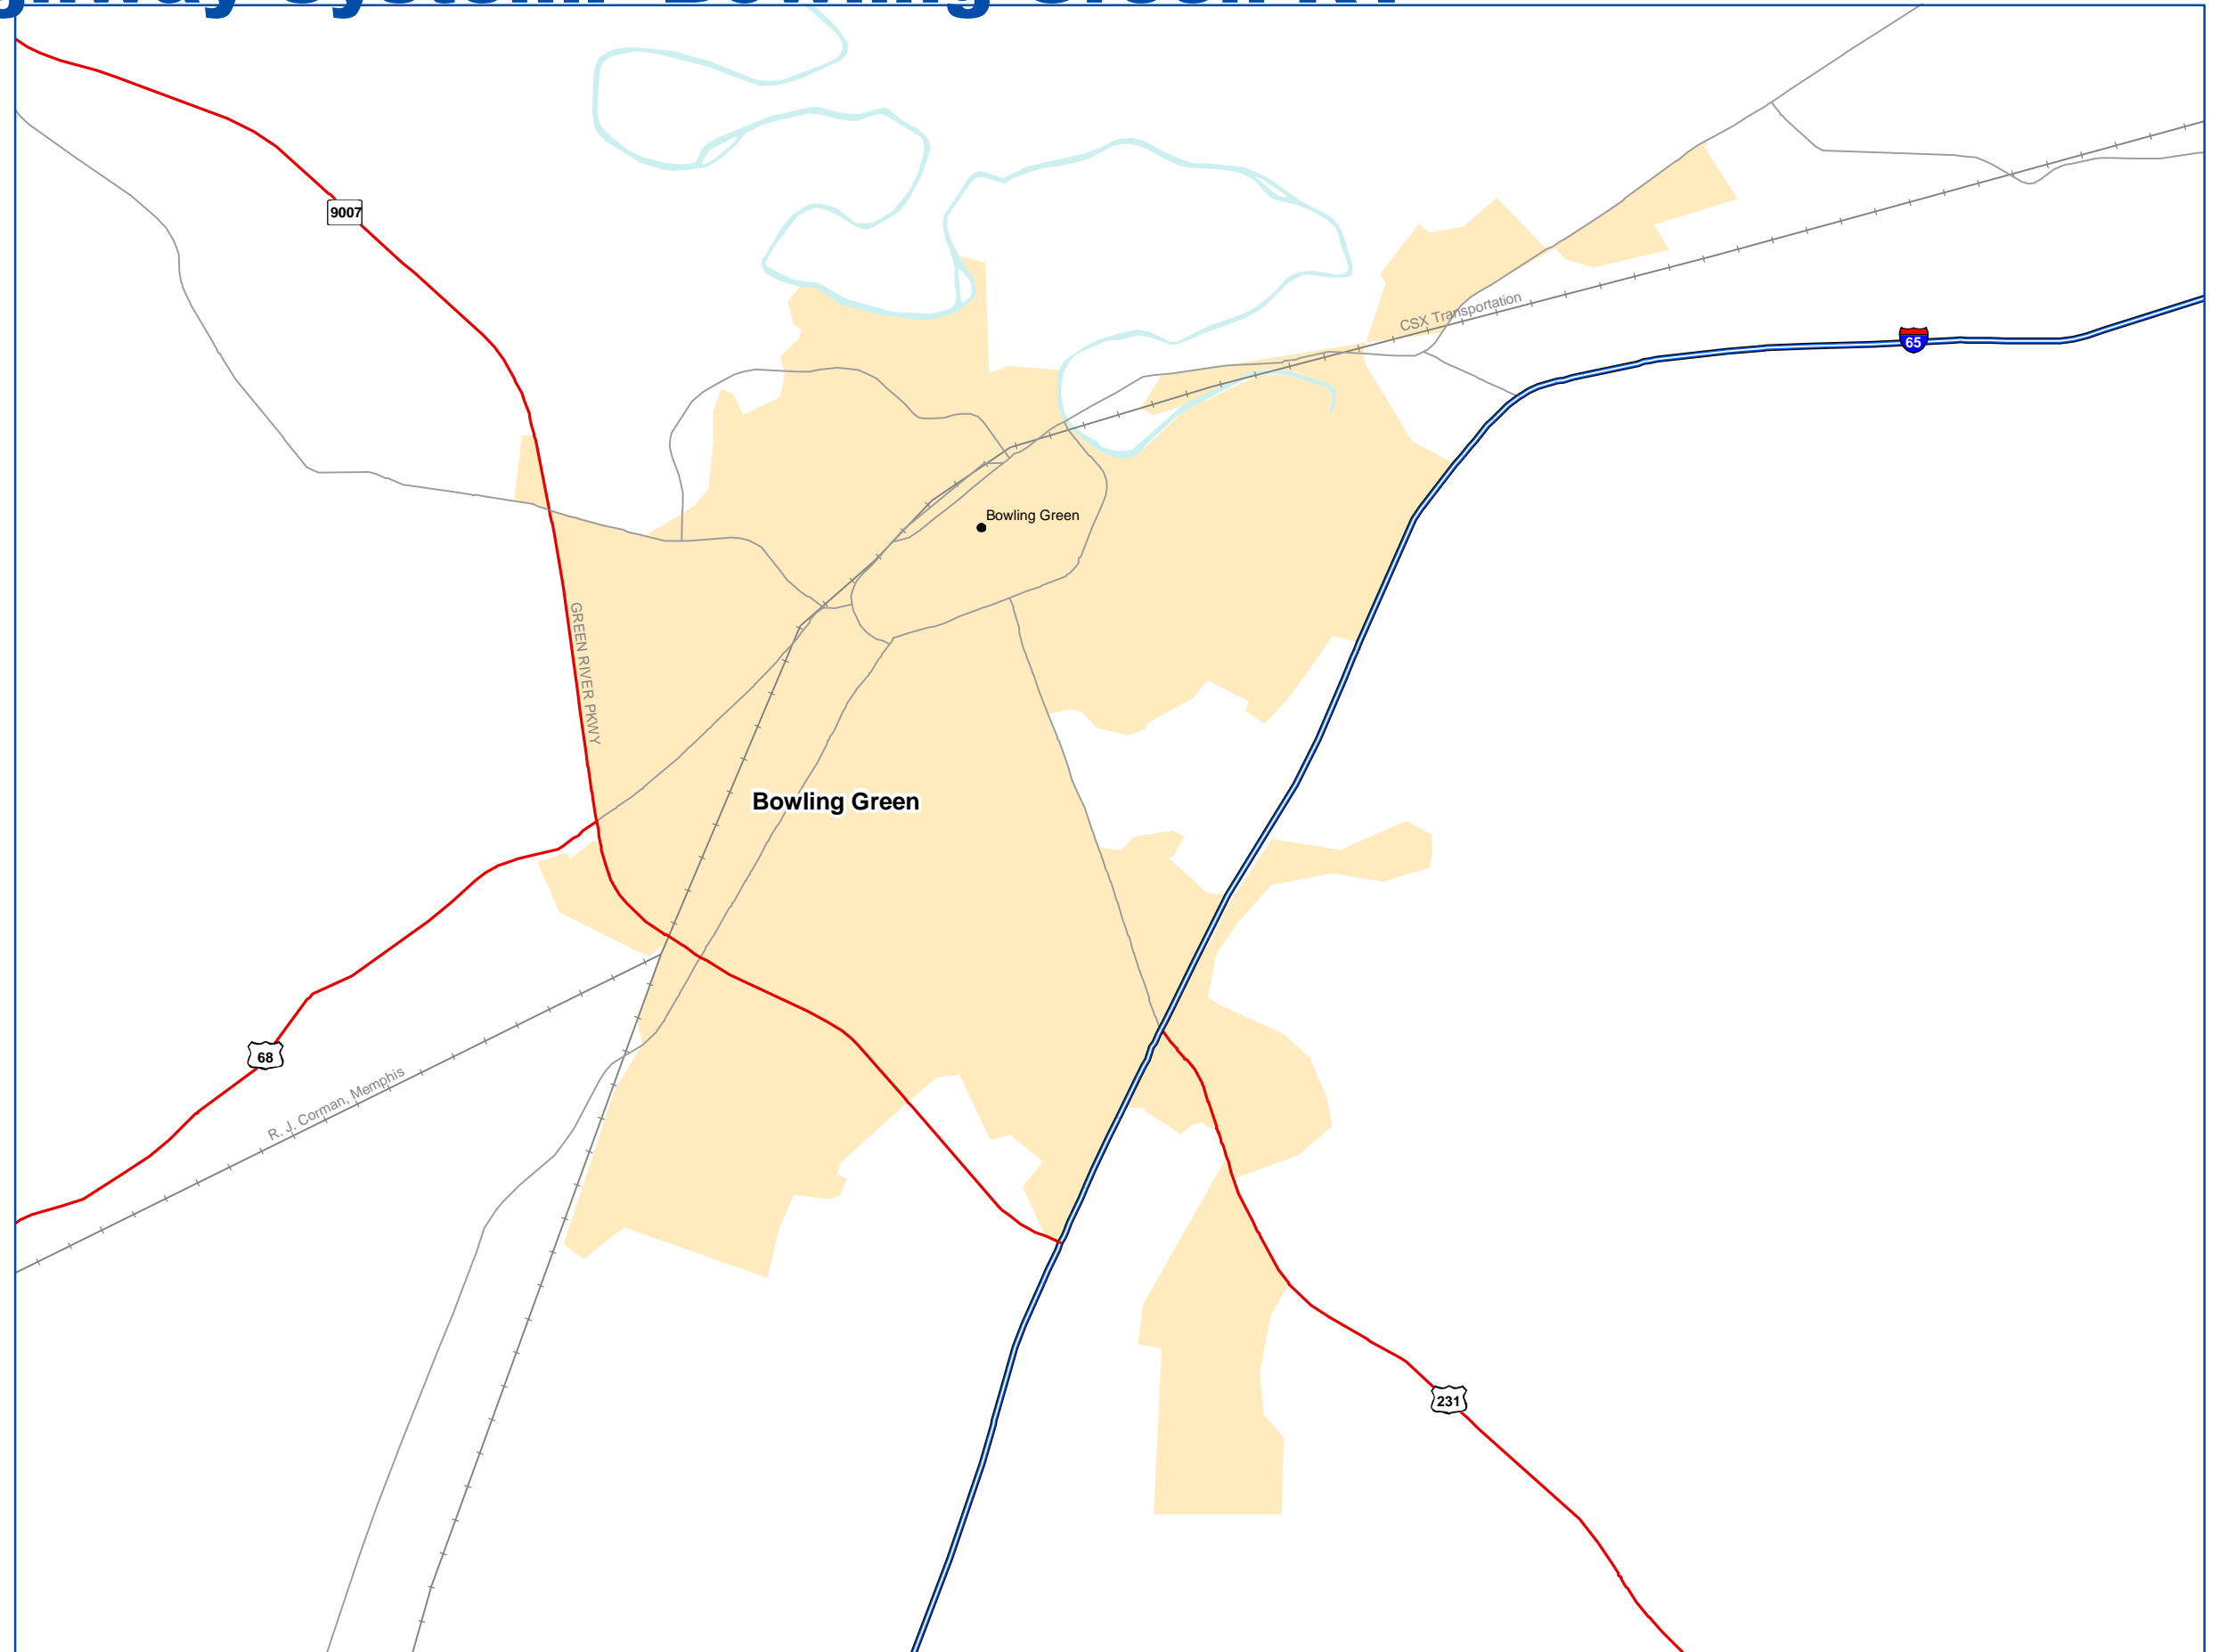 9007
CSX Transportation
65
Bowling Green
GREEN RIVER PKWY
Bowling Green
68
R. J. Corman, Memphis
231